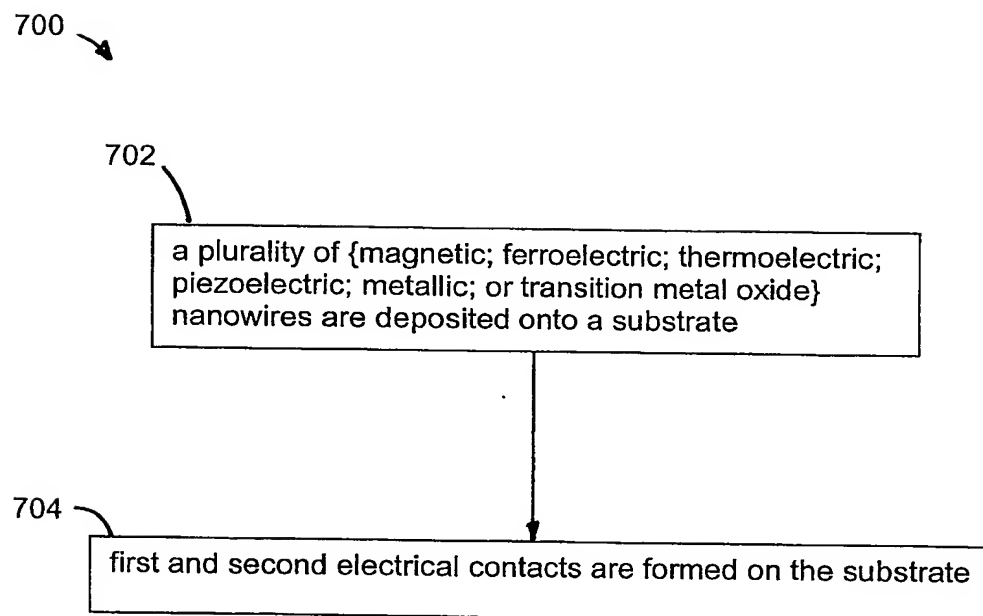 700
702
a plurality of {magnetic; ferroelectric; thermoelectric;
piezoelectric; metallic; or transition metal oxide}
nanowires are deposited onto a substrate
704
first and second electrical contacts are formed on the substrate